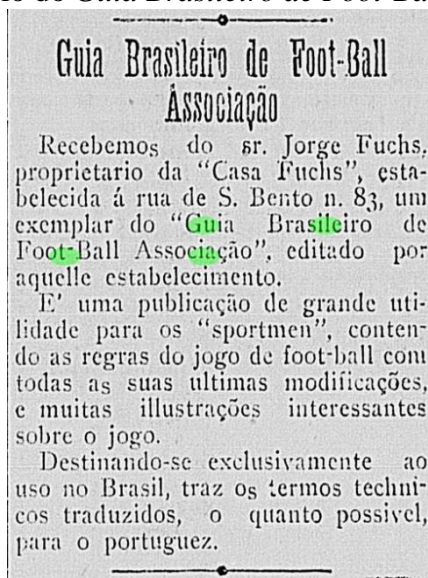 Guia Brasileiro de Foot-Ball
Associação
Recebemos do sr. Jorge Fuchs,
proprietario da "Casa Fuchs", esta-
belecida á rua de S. Bento n. 83, um
exemplar do "Guia Brasileiro de
Foot-Ball Associação", editado por
aquelle estabelecimento.
E' uma publicação de grande uti-
lidade para os "sportmen", conten-
do as regras do jogo de foot-ball com
todas as suas ultimas modificações,
e muitas illustrações interessantes
sobre o jogo.
Destinando-se exclusivamente ao
uso no Brasil, traz os termos techni-
cos traduzidos, o quanto possivel,
para o portuguez.